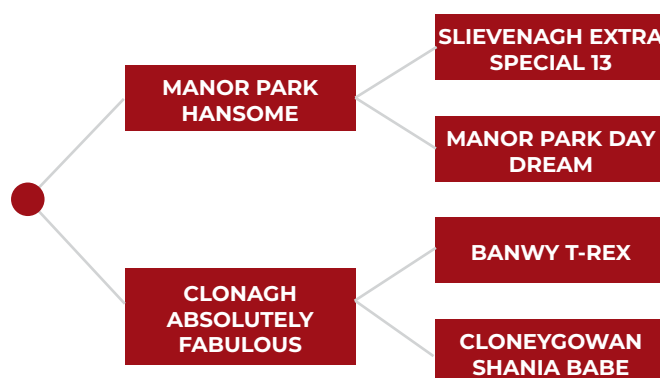 MANOR PARK
HANSOME
SLIEVENAGH EXTRA
SPECIAL 13
MANOR PARK DAY
DREAM
CLONAGH
ABSOLUTELY
FABULOUS
BANWY T-REX
CLONEYGOWAN
SHANIA BABE